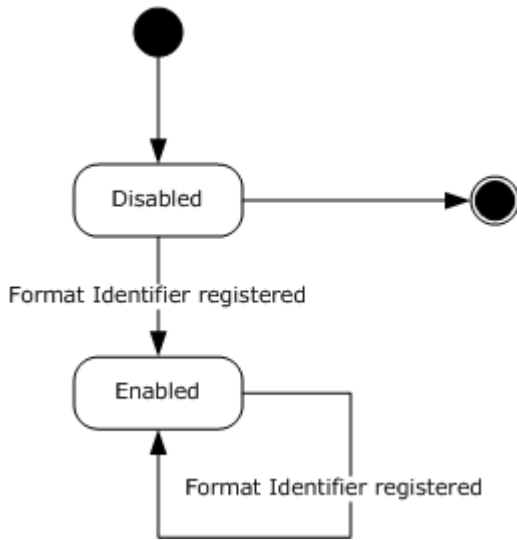 Disabled
Format Identifier registered
Enabled
Format Identifier registered